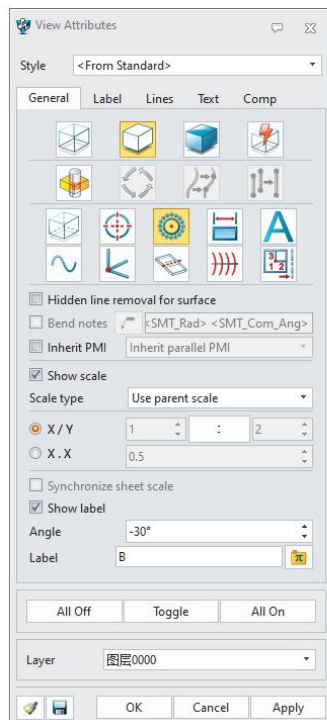 View Attributes
Style <From Standard>
General Label Lines Text Comp
A
3 1 2
Hidden line removal for surface
Bend notes <SMT_Rad> <SMT_Com_Ang>
Inherit PMI Inherit parallel PMI
Show scale
Scale type Use parent scale
X/Y 1 : 2
X.X 0.5
Synchronize sheet scale
Show label
Angle -30°
Label B π
All Off Toggle All On
Layer 图层0000
OK Cancel Apply